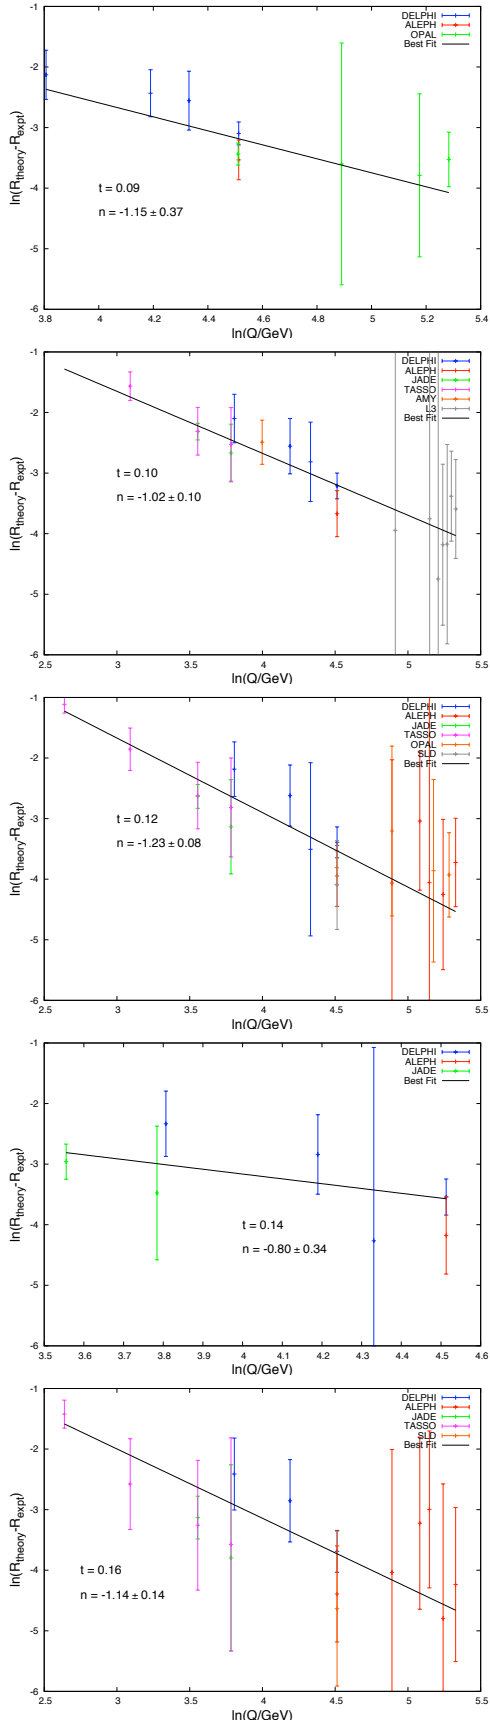 -1
-2
-3
-4
-5
-6
3.8
4
4.2
4.4
4.6
4.8
5
5.2
5.4
ln(R_theory-R_expt)
ln(Q/GeV)
DELPHI
ALEPH
OPAL
Best Fit
t = 0.09
n = -1.15 ± 0.37
-1
-2
-3
-4
-5
-6
2.5
3
3.5
4
4.5
5
5.5
ln(R_theory-R_expt)
ln(Q/GeV)
DELPHI
ALEPH
JADE
TASSO
AMY
L3
Best Fit
t = 0.10
n = -1.02 ± 0.10
-1
-2
-3
-4
-5
-6
2.5
3
3.5
4
4.5
5
5.5
ln(R_theory-R_expt)
ln(Q/GeV)
DELPHI
ALEPH
JADE
TASSO
OPAL
SLD
Best Fit
t = 0.12
n = -1.23 ± 0.08
-1
-2
-3
-4
-5
-6
3.5
3.6
3.7
3.8
3.9
4
4.1
4.2
4.3
4.4
4.5
4.6
ln(R_theory-R_expt)
ln(Q/GeV)
DELPHI
ALEPH
JADE
Best Fit
t = 0.14
n = -0.80 ± 0.34
-1
-2
-3
-4
-5
-6
2.5
3
3.5
4
4.5
5
5.5
ln(R_theory-R_expt)
ln(Q/GeV)
DELPHI
ALEPH
JADE
TASSO
SLD
Best Fit
t = 0.16
n = -1.14 ± 0.14